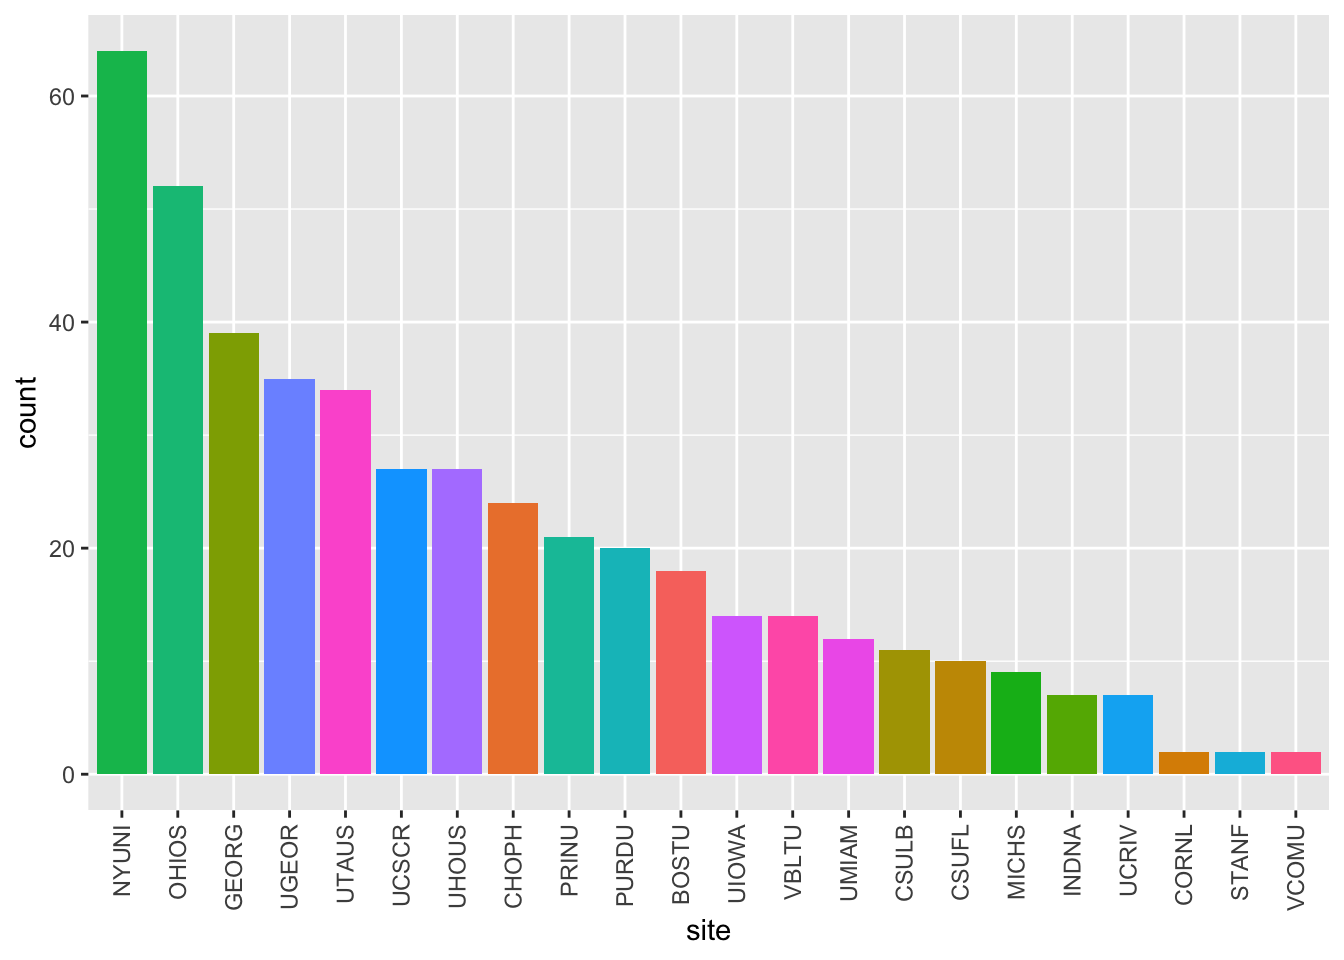 60
40
20
0
count
NYUNI
OHIOS
GEORG
UGEOR
UTAUS
UCSCR
UHOUS
CHOPH
PRINU
PURDU
BOSTU
UIOWA
VBLTU
UMIAM
CSULB
CSUFL
MICHS
INDNA
UCRIV
CORNL
STANF
VCOMU
site